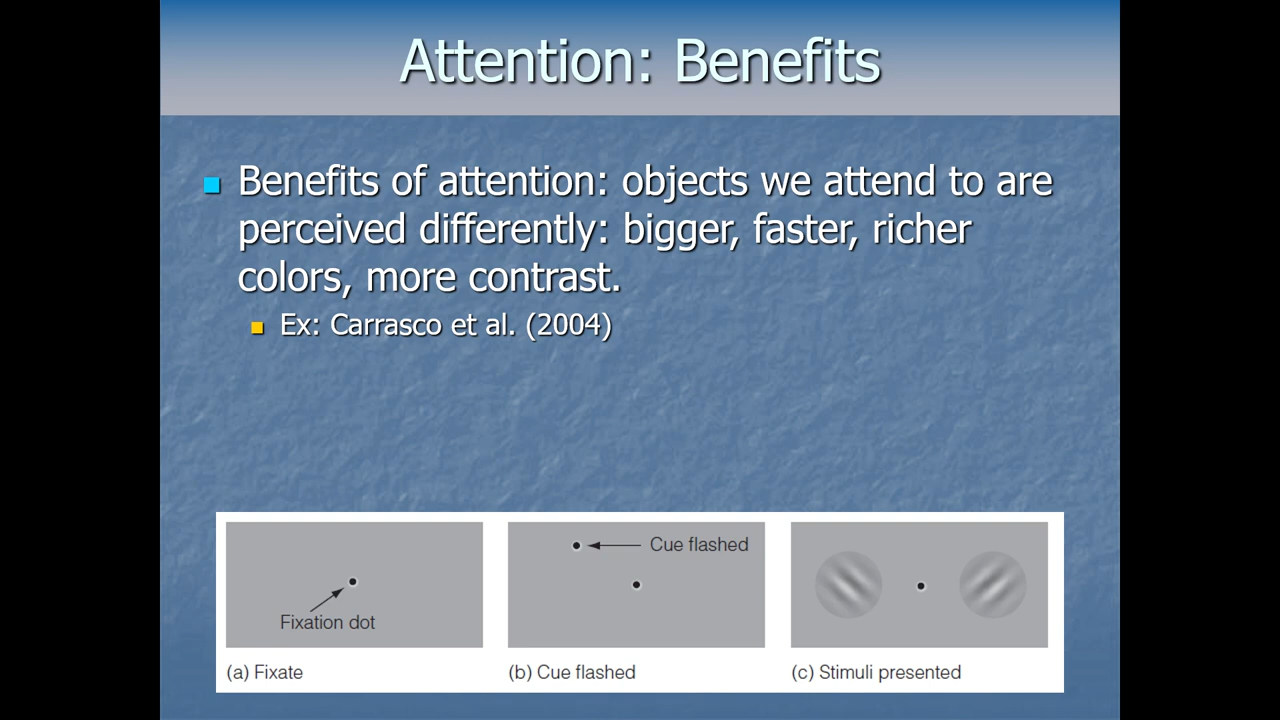 Attention: Benefits
Benefits of attention: objects we attend to are
perceived differently: bigger, faster, richer
colors, more contrast.
Ex: Carrasco et al. (2004)
Fixation dot
(a) Fixate
Cue flashed
(b) Cue flashed
(c) Stimuli presented